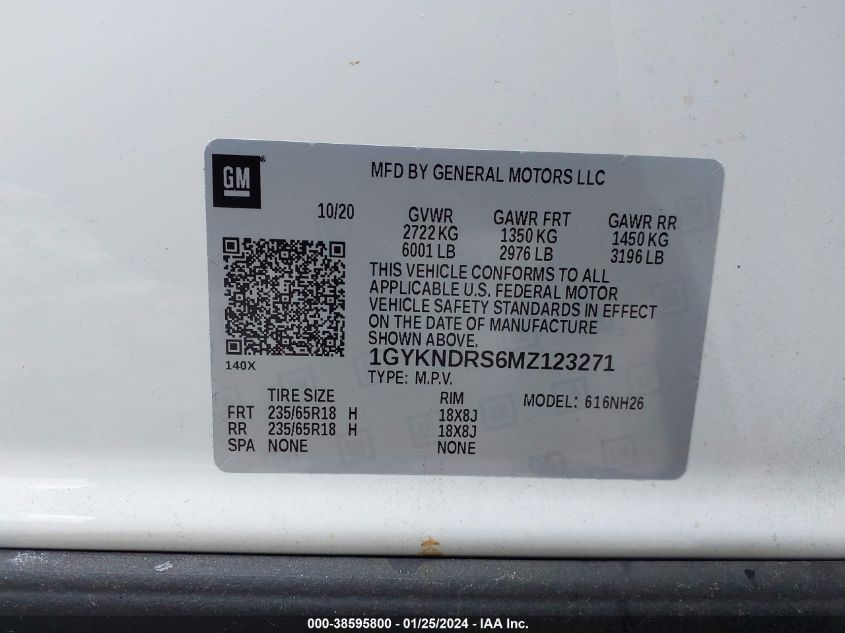 GM
MFD BY GENERAL MOTORS LLC
10/20 GVWR GAWR FRT GAWR RR
2722 KG 1350 KG 1450 KG
6001 LB 2976 LB 3196 LB
THIS VEHICLE CONFORMS TO ALL
APPLICABLE U.S. FEDERAL MOTOR
VEHICLE SAFETY STANDARDS IN EFFECT
ON THE DATE OF MANUFACTURE
SHOWN ABOVE.
140X
1GYKNDRS6MZ123271
TYPE: M.P.V.
TIRE SIZE RIM MODEL: 616NH26
FRT 235/65R18 H 18X8J
RR 235/65R18 H 18X8J
SPA NONE NONE
000-38595800 - 01/25/2024 - IAA Inc.